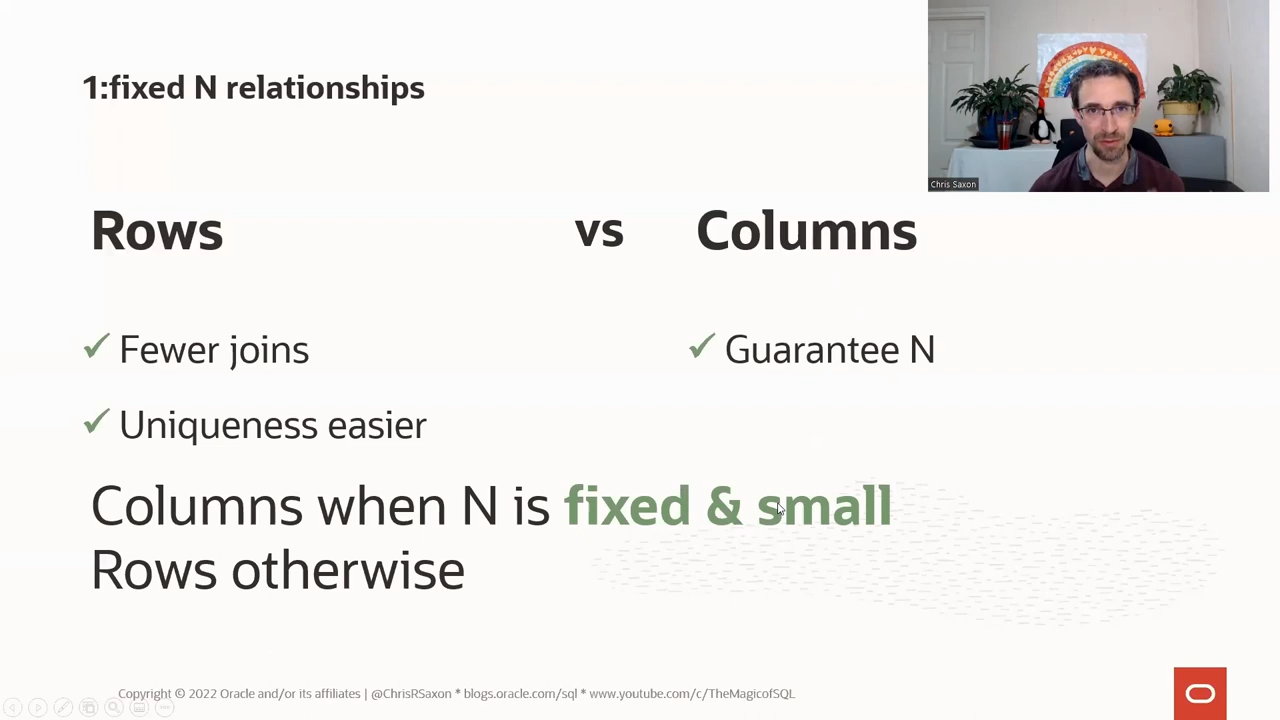 1:fixed N relationships
Chris Saxon
Rows vs Columns
✓ Fewer joins
✓ Guarantee N
✓ Uniqueness easier
Columns when N is fixed & small
Rows otherwise
Copyright © 2022 Oracle and/or its affiliates | @ChrisRSaxon * blogs.oracle.com/sql * www.youtube.com/c/TheMagicofSQL